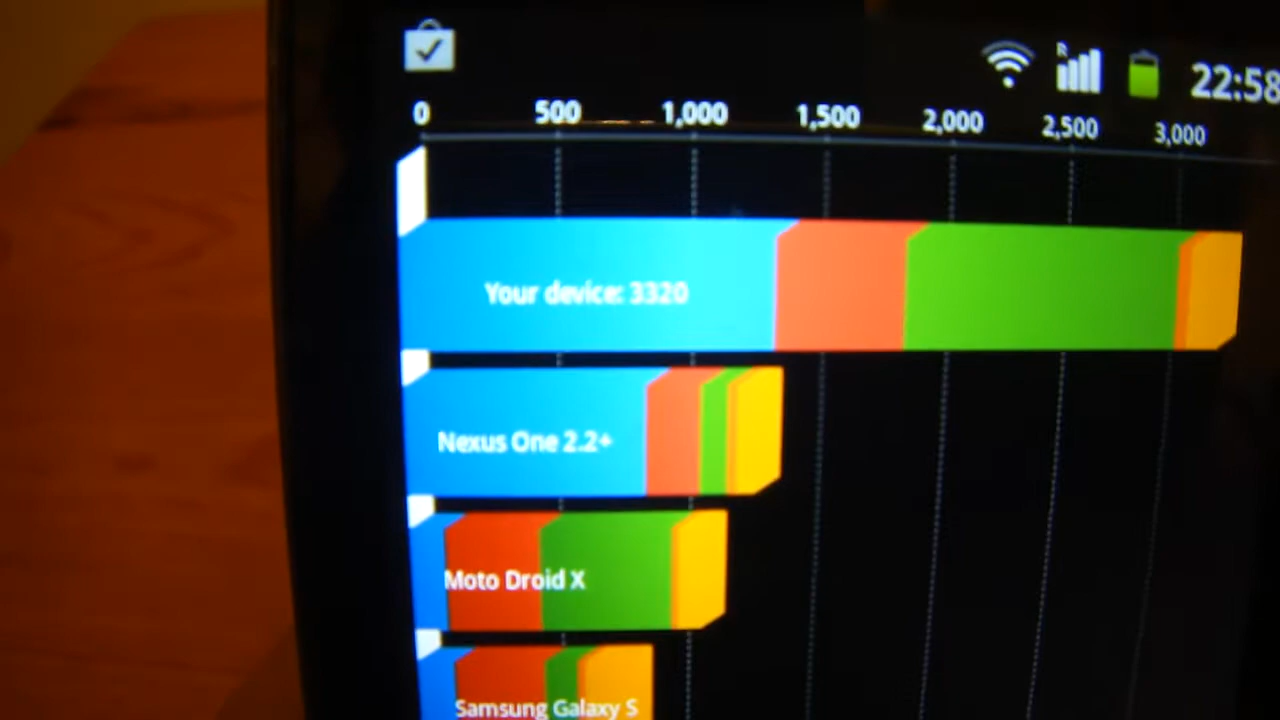 R
22:58
0 500 1,000 1,500 2,000 2,500 3,000
Your device: 3320
Nexus One 2.2+
Moto Droid X
Samsung Galaxy S